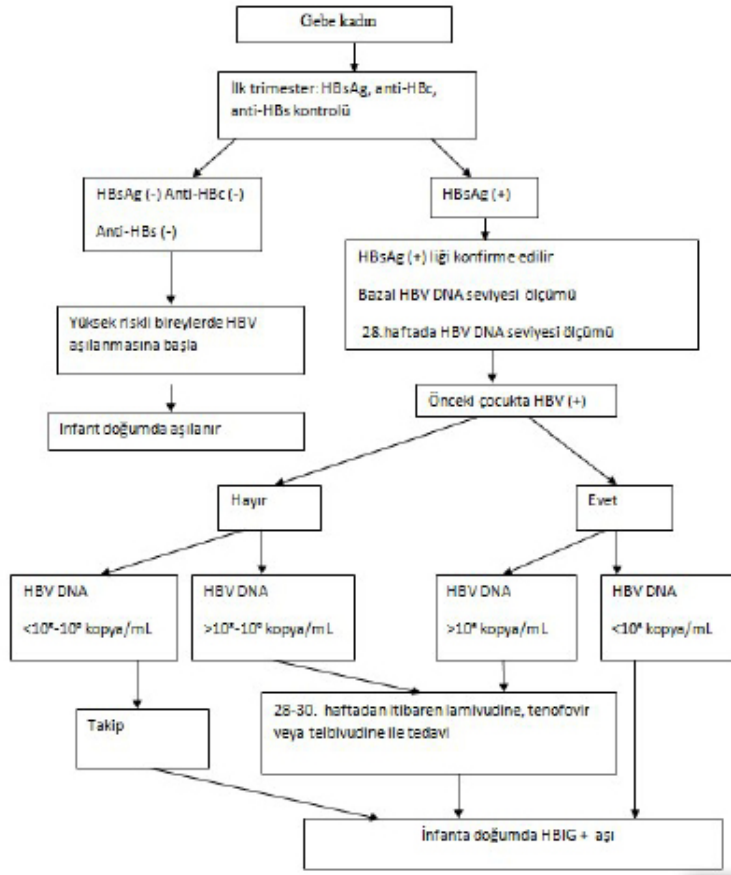 Gebe kadın
İlk trimester: HBsAg, anti-HBc,
anti-HBs kontrolü
HBsAg (-) Anti-HBc (-)
Anti-HBs (-)
HBsAg (+)
HBsAg (+) liği konfirme edilir
Bazal HBV DNA seviyesi ölçümü
28.haftada HBV DNA seviyesi ölçümü
Yüksek riskli bireylerde HBV
aşılanmasına başla
Önceki çocukta HBV (+)
Infant doğumda aşılanır
Hayır
Evet
HBV DNA
kopya/mL
HBV DNA
kopya/mL
HBV DNA
kopya/mL
HBV DNA
kopya/mL
28-30. haftadan itibaren lamivudine, tenofovir
veya telbivudine ile tedavi
Takip
İnfanta doğumda HBIG + aşı